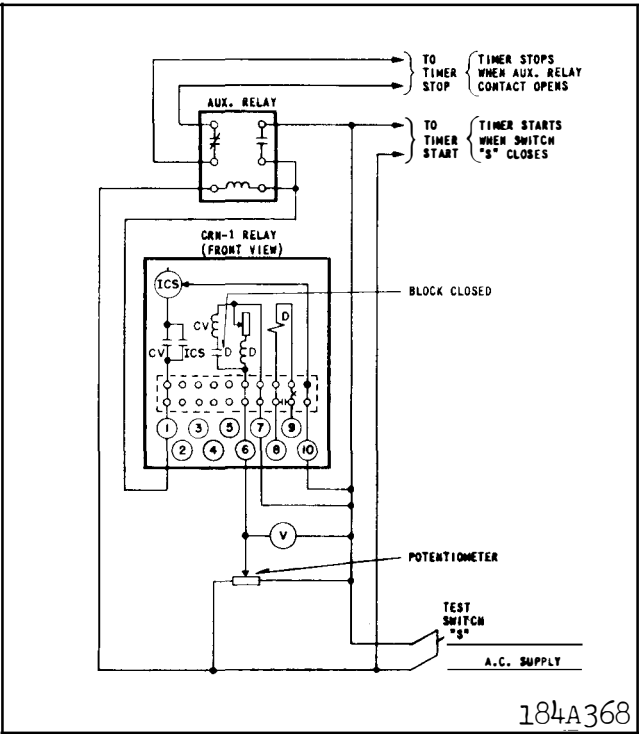 TO TIMER STOP
TIMER STOPS WHEN AUX. RELAY CONTACT OPENS
AUX. RELAY
TO TIMER START
TIMER STARTS WHEN SWITCH "S" CLOSES
CRN-1 RELAY
(FRONT VIEW)
ICS
BLOCK CLOSED
CV
D
CV
ICS
D
D
1
3
5
7
9
2
4
6
8
10
V
POTENTIOMETER
TEST
SWITCH
"S"
A.C. SUPPLY
184A368